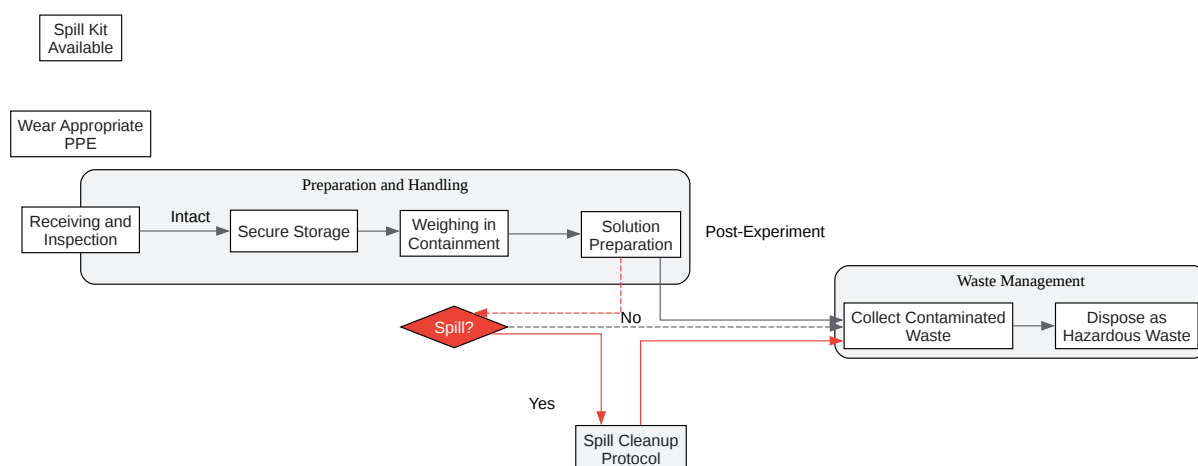 Spill Kit
Available
Wear Appropriate
PPE
Preparation and Handling
Receiving and
Inspection
Intact
Secure Storage
Weighing in
Containment
Solution
Preparation
Post-Experiment
Waste Management
Spill?
No
Collect Contaminated
Waste
Dispose as
Hazardous Waste
Yes
Spill Cleanup
Protocol